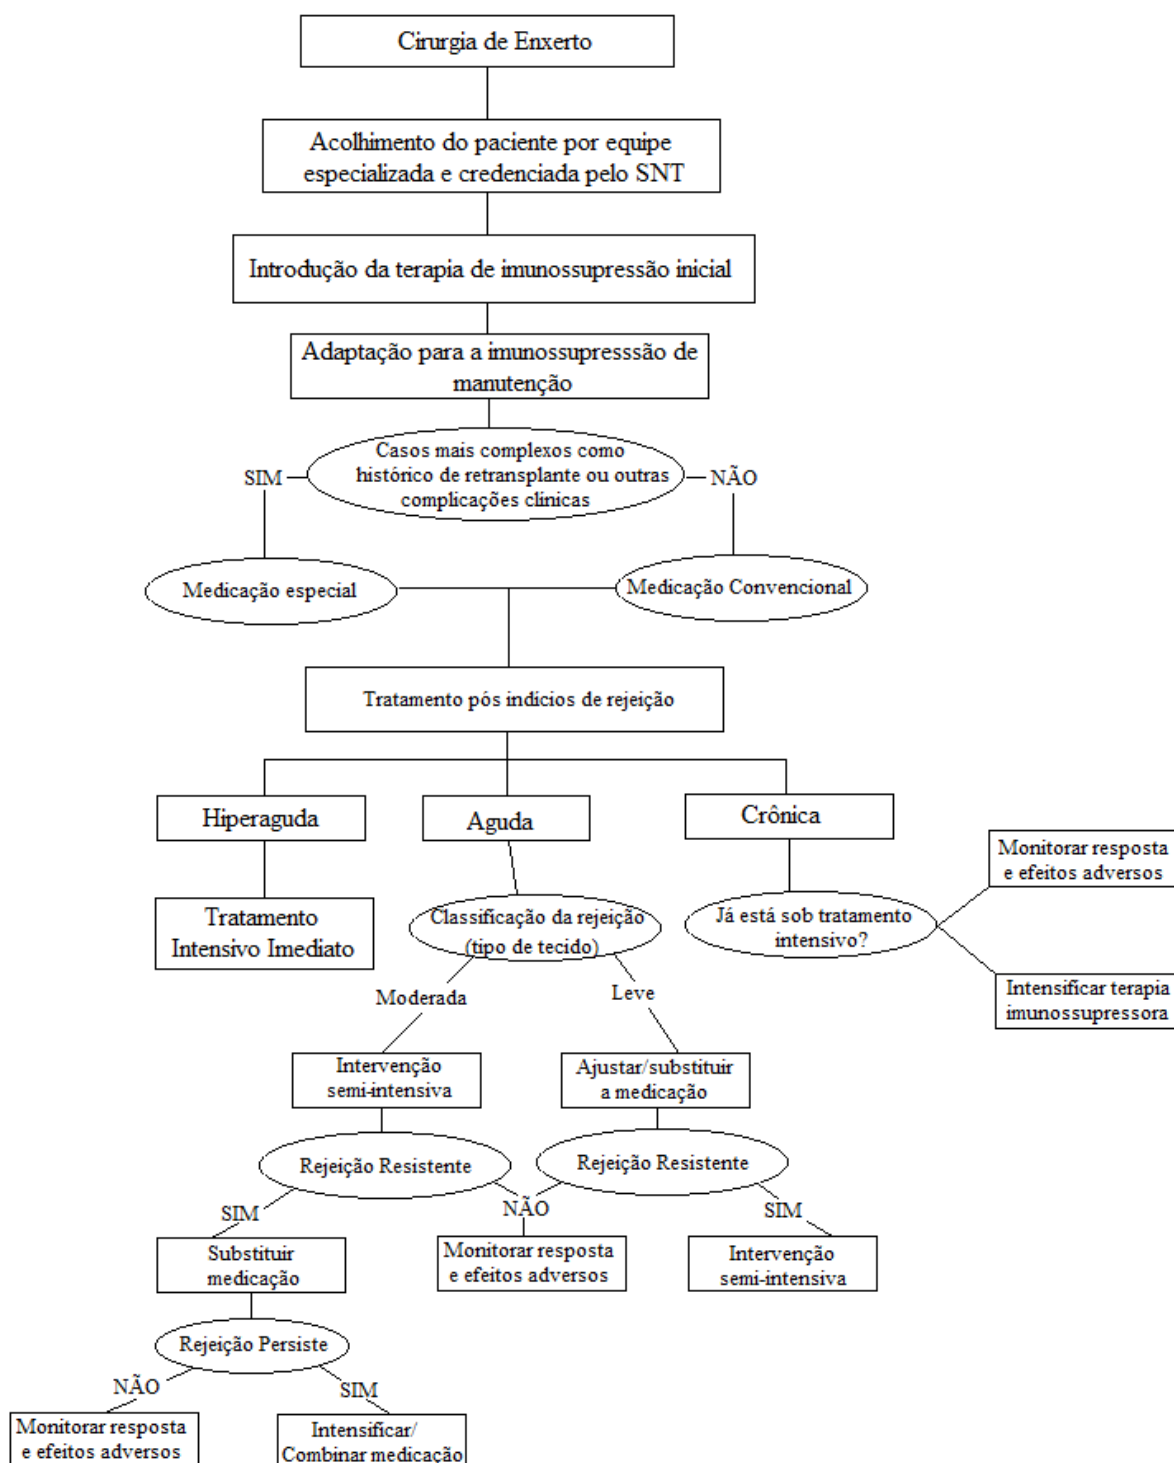 Cirurgia de Enxerto
Acolhimento do paciente por equipe
especializada e credenciada pelo SNT
Introdução da terapia de imunossupressão inicial
Adaptação para a imunossupresssão de
manutenção
Casos mais complexos como
histórico de retransplante ou outras
complicações clínicas
SIM
NÃO
Medicação especial
Medicação Convencional
Tratamento pós indícios de rejeição
Hiperaguda
Aguda
Crônica
Tratamento
Intensivo Imediato
Classificação da rejeição
(tipo de tecido)
Já está sob tratamento
intensivo?
Monitorar resposta
e efeitos adversos
Intensificar terapia
imunossupressora
Moderada
Leve
Intervenção
semi-intensiva
Ajustar/substituir
a medicação
Rejeição Resistente
Rejeição Resistente
SIM
NÃO
SIM
Substituir
medicação
Monitorar resposta
e efeitos adversos
Intervenção
semi-intensiva
Rejeição Persiste
NÃO
SIM
Monitorar resposta
e efeitos adversos
Intensificar/
Combinar medicação